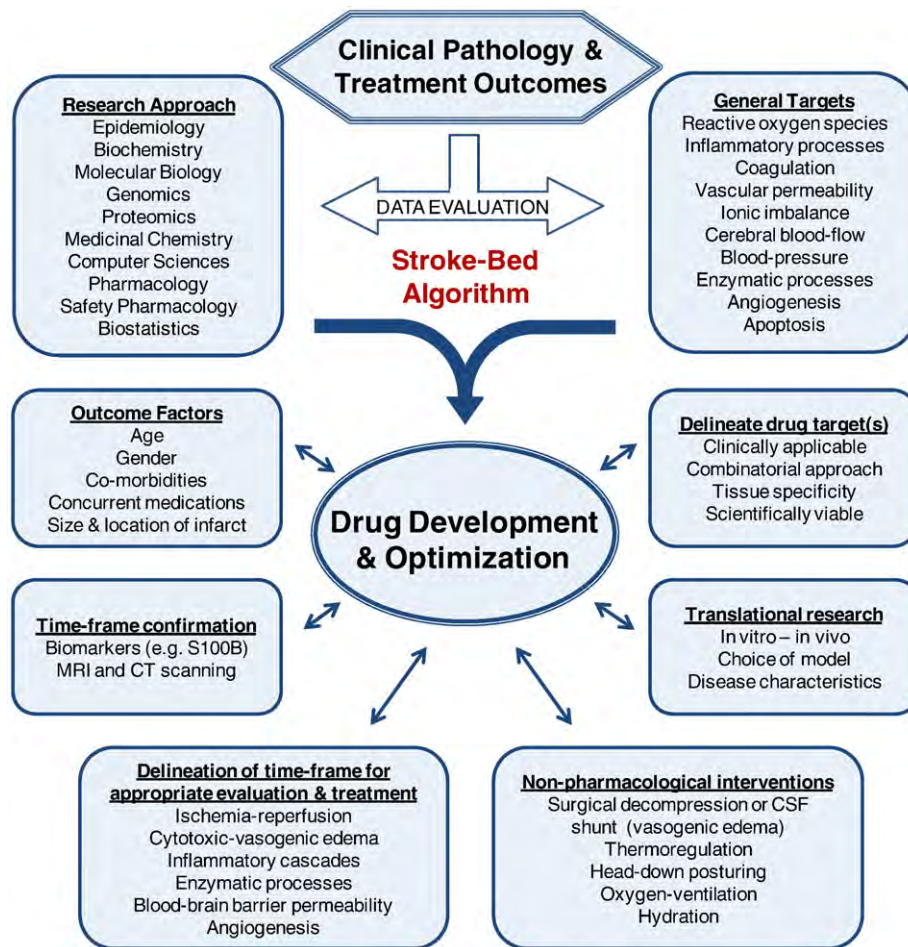 Clinical Pathology &
Treatment Outcomes
Research Approach
Epidemiology
Biochemistry
Molecular Biology
Genomics
Proteomics
Medicinal Chemistry
Computer Sciences
Pharmacology
Safety Pharmacology
Biostatistics
General Targets
Reactive oxygen species
Inflammatory processes
Coagulation
Vascular permeability
Ionic imbalance
Cerebral blood-flow
Blood-pressure
Enzymatic processes
Angiogenesis
Apoptosis
DATA EVALUATION
Stroke-Bed
Algorithm
Outcome Factors
Age
Gender
Co-morbidities
Concurrent medications
Size & location of infarct
Delineate drug target(s)
Clinically applicable
Combinatorial approach
Tissue specificity
Scientifically viable
Drug Development
& Optimization
Time-frame confirmation
Biomarkers (e.g. S100B)
MRI and CT scanning
Translational research
In vitro – in vivo
Choice of model
Disease characteristics
Delineation of time-frame for
appropriate evaluation & treatment
Ischemia-reperfusion
Cytotoxic-vasogenic edema
Inflammatory cascades
Enzymatic processes
Blood-brain barrier permeability
Angiogenesis
Non-pharmacological interventions
Surgical decompression or CSF
shunt (vasogenic edema)
Thermoregulation
Head-down posturing
Oxygen-ventilation
Hydration